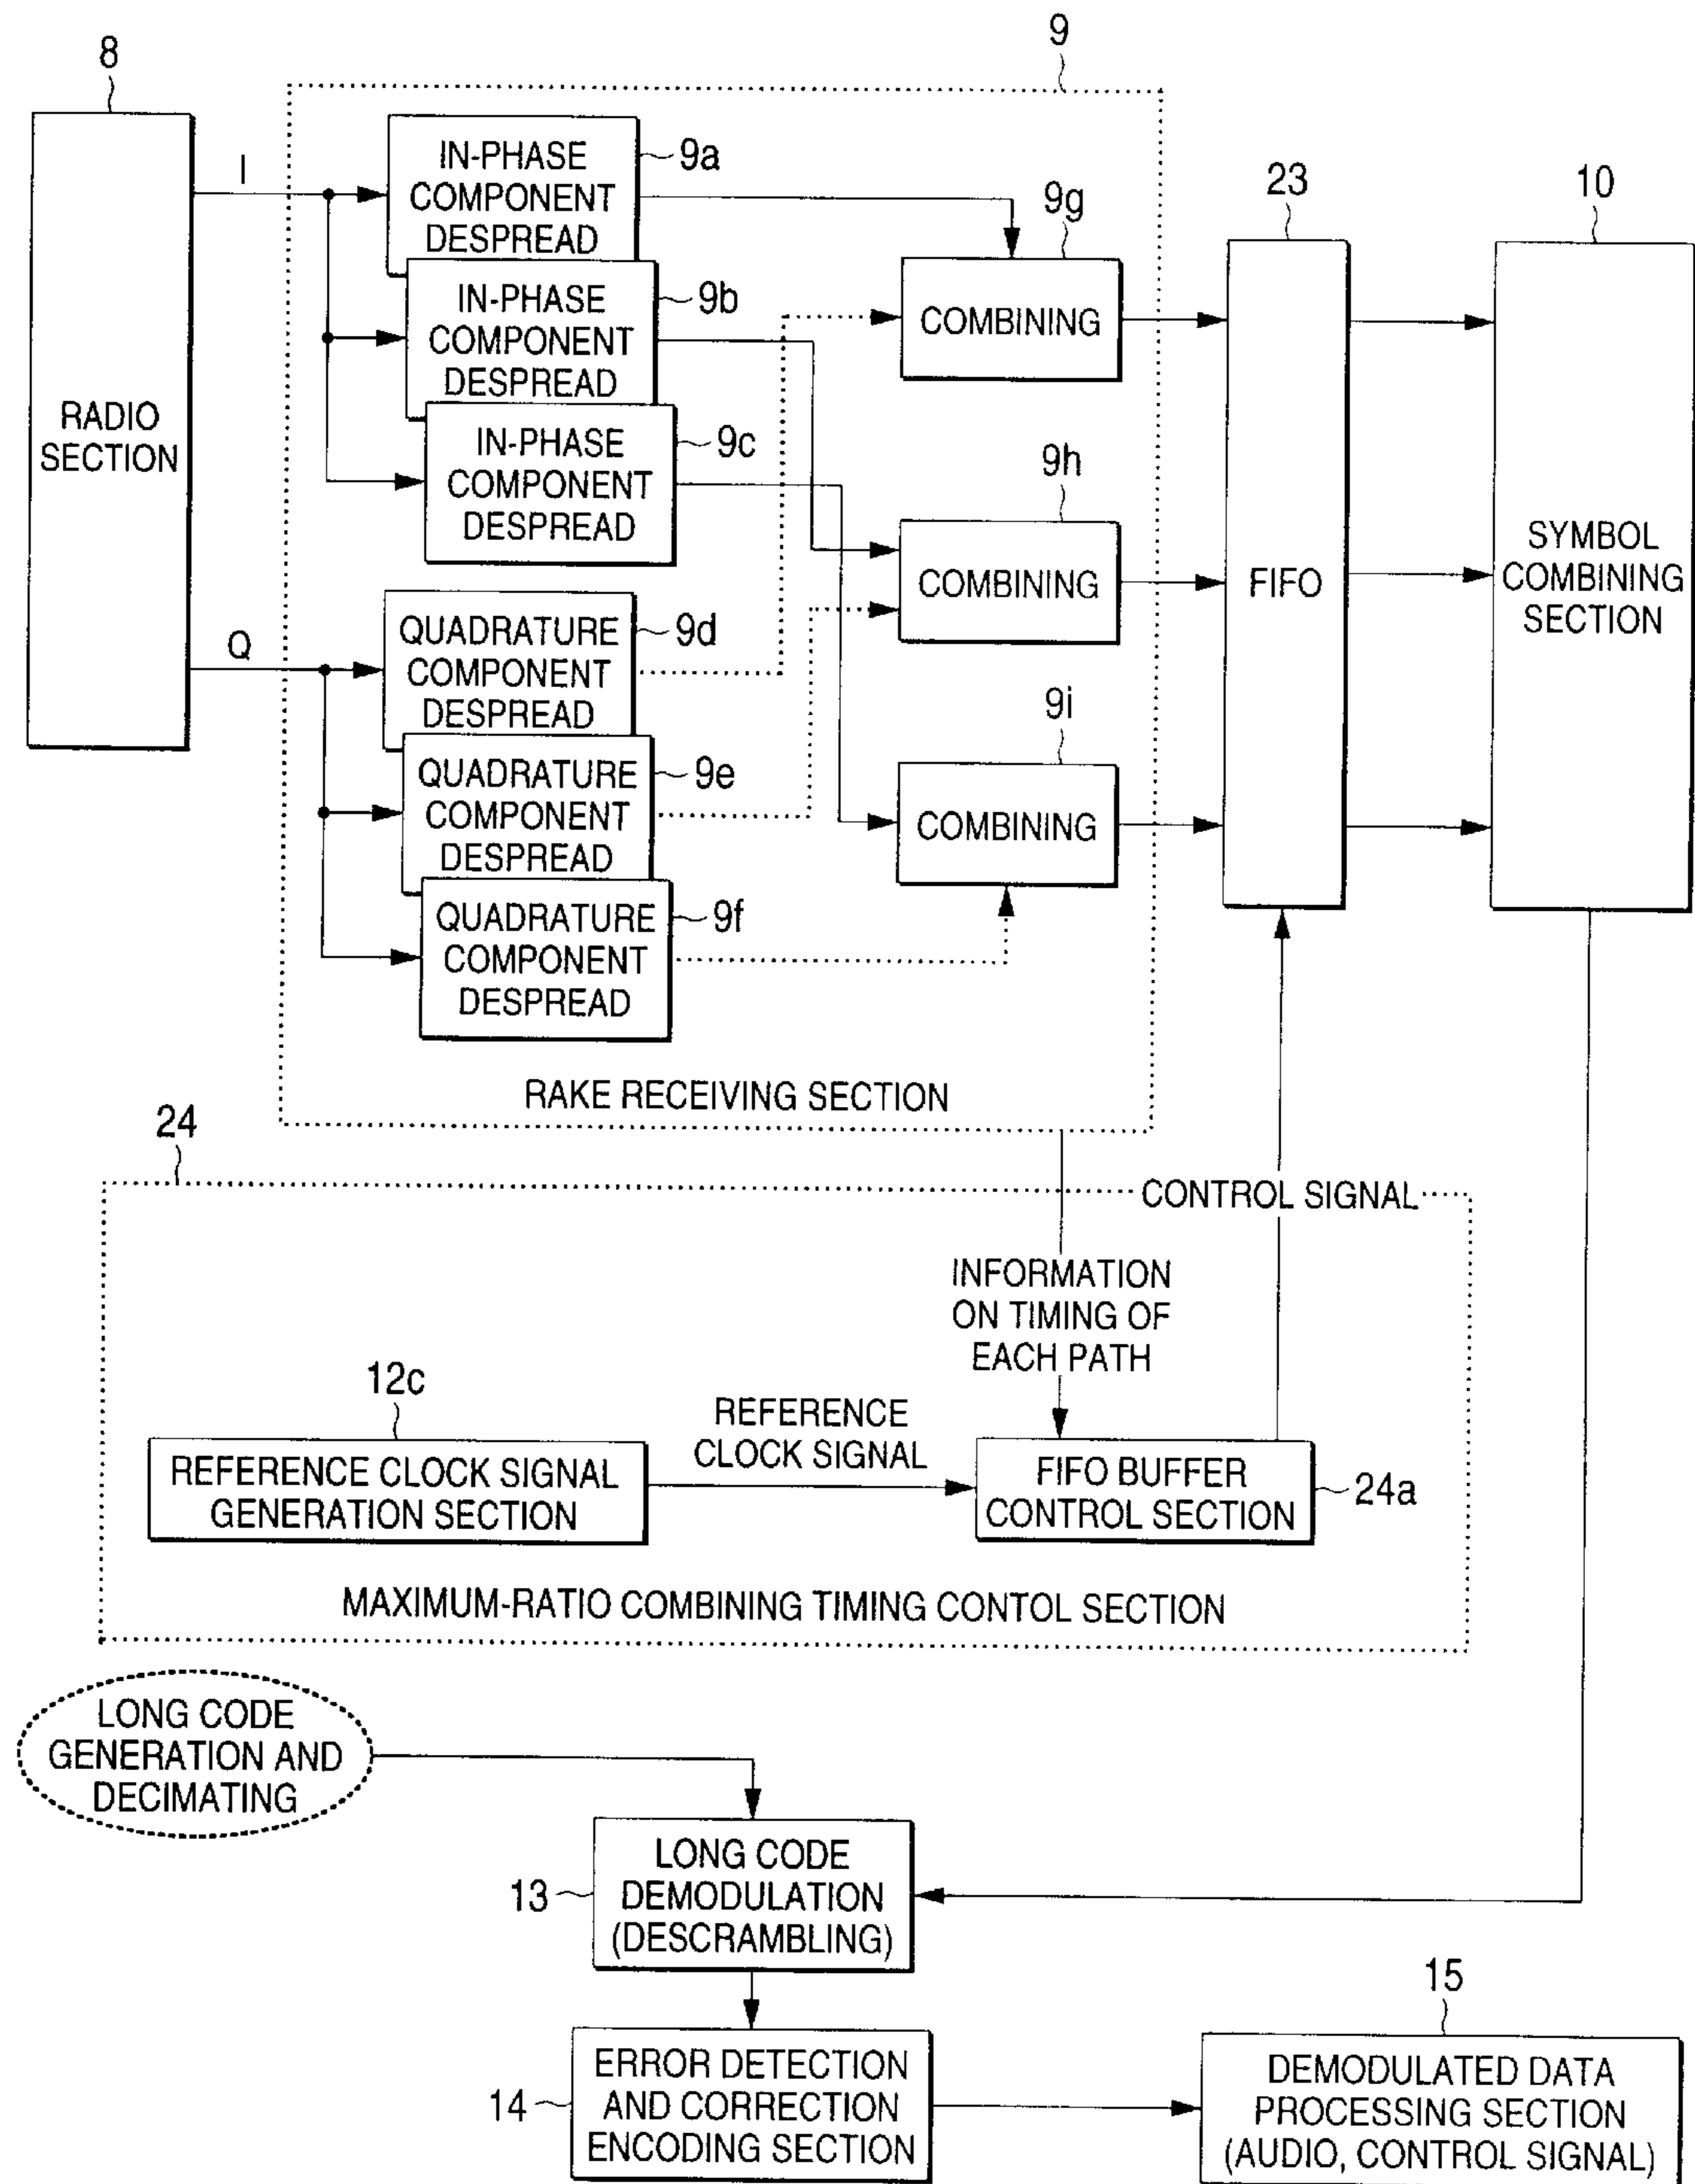 8
9
I
IN-PHASE
COMPONENT
DESPREAD
9a
IN-PHASE
COMPONENT
DESPREAD
9b
IN-PHASE
COMPONENT
DESPREAD
9c
RADIO
SECTION
Q
QUADRATURE
COMPONENT
DESPREAD
9d
QUADRATURE
COMPONENT
DESPREAD
9e
QUADRATURE
COMPONENT
DESPREAD
9f
9g
COMBINING
9h
COMBINING
9i
COMBINING
23
FIFO
10
SYMBOL
COMBINING
SECTION
RAKE RECEIVING SECTION
24
CONTROL SIGNAL
INFORMATION
ON TIMING OF
EACH PATH
12c
REFERENCE CLOCK SIGNAL
GENERATION SECTION
REFERENCE
CLOCK SIGNAL
FIFO BUFFER
CONTROL SECTION
24a
MAXIMUM-RATIO COMBINING TIMING CONTOL SECTION
LONG CODE
GENERATION AND
DECIMATING
13
LONG CODE
DEMODULATION
(DESCRAMBLING)
14
ERROR DETECTION
AND CORRECTION
ENCODING SECTION
15
DEMODULATED DATA
PROCESSING SECTION
(AUDIO, CONTROL SIGNAL)